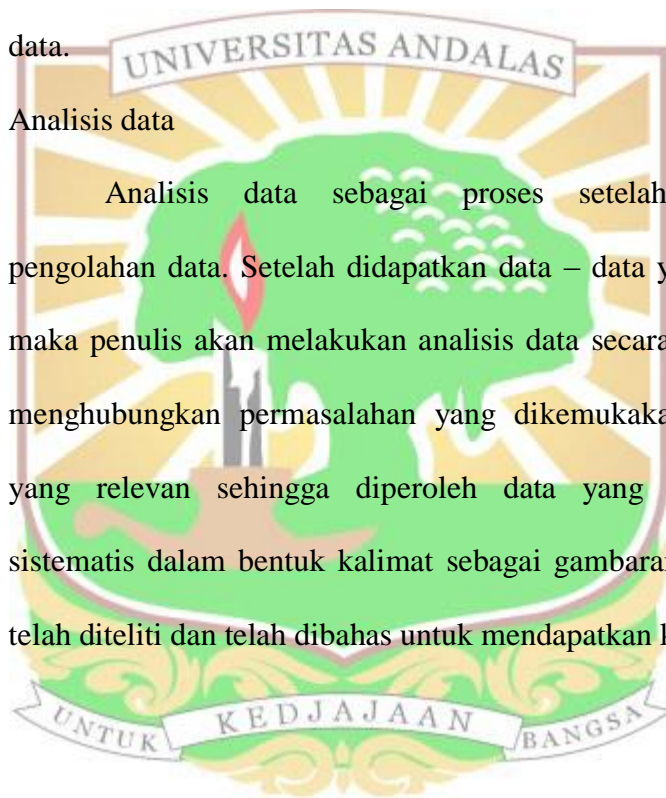 data.
UNIVERSITAS ANDALAS
Analisis data
Analisis data sebagai proses setelah
pengolahan data. Setelah didapatkan data – data y
maka penulis akan melakukan analisis data secara
menghubungkan permasalahan yang dikemukaka
yang relevan sehingga diperoleh data yang
sistematis dalam bentuk kalimat sebagai gambaran
telah diteliti dan telah dibahas untuk mendapatkan k
UNTUK KEDJAJAAN BANGSA